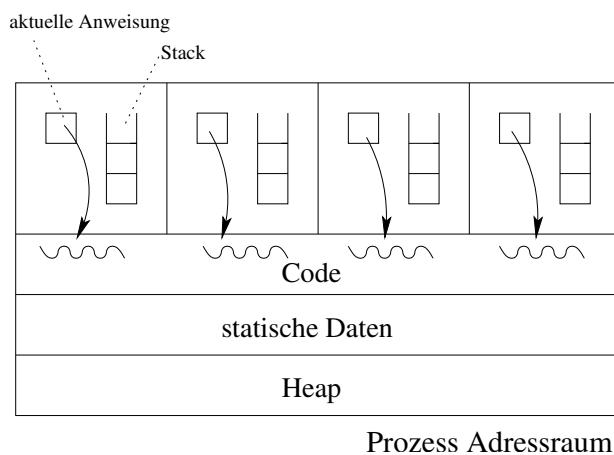 aktuelle Anweisung
Stack
Code
statische Daten
Heap
Prozess Adressraum